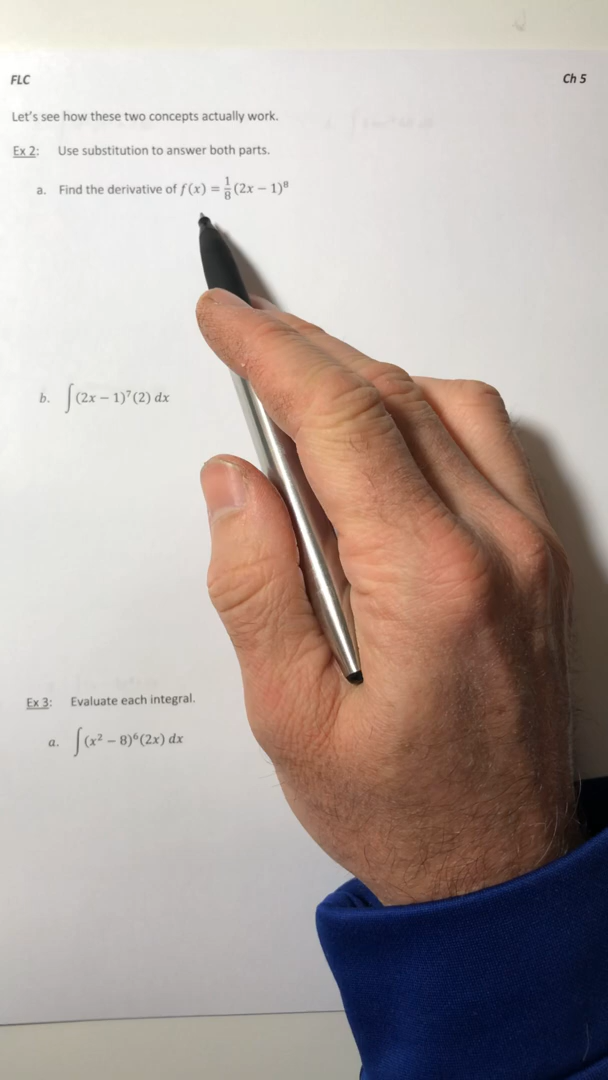 FLC
Ch 5
Let's see how these two concepts actually work.
Ex 2: Use substitution to answer both parts.
a. Find the derivative of f(x) = 1/8 (2x − 1)⁸
b. ∫(2x − 1)⁷(2) dx
Ex 3: Evaluate each integral.
a. ∫(x² − 8)⁶(2x) dx